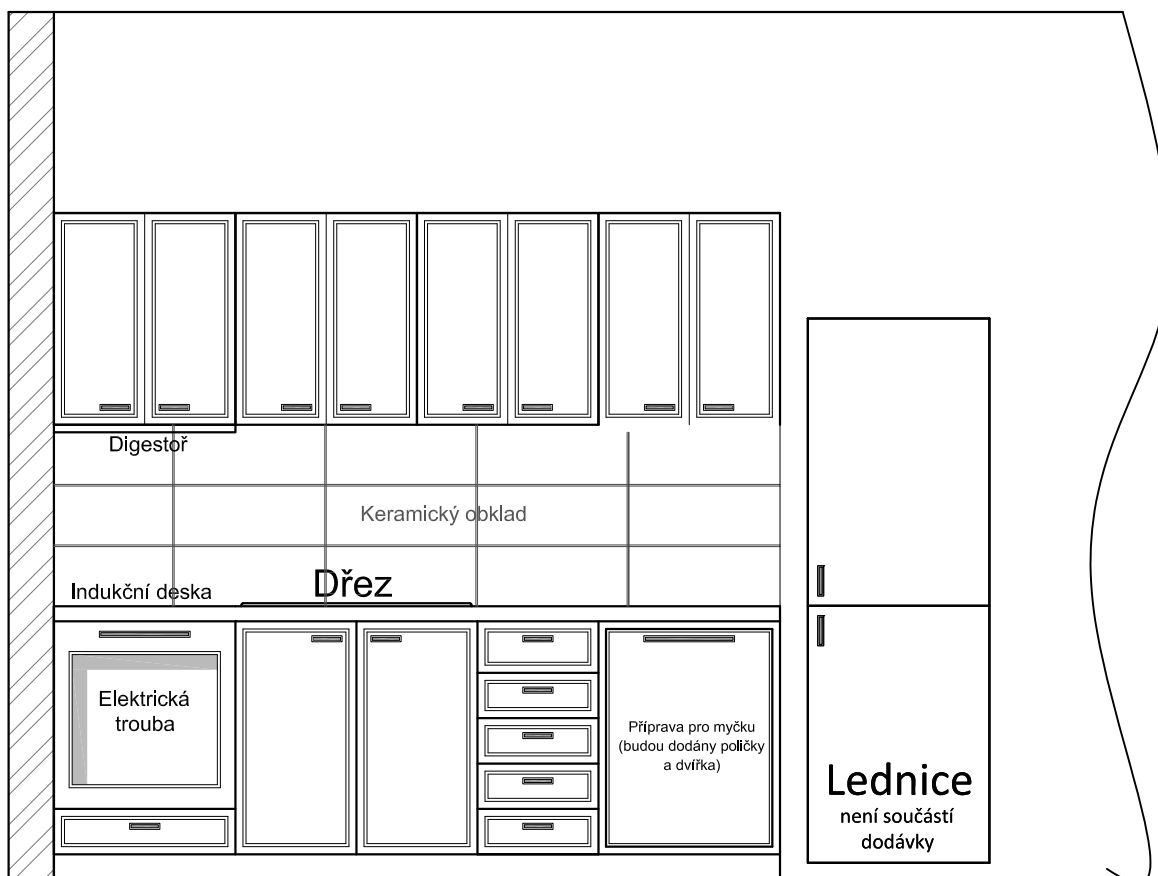 Digestoř
Keramický obklad
Indukční deska
Dřez
Elektrická
trouba
Příprava pro myčku
(budou dodány poličky
a dvířka)
Lednice
není součástí
dodávky